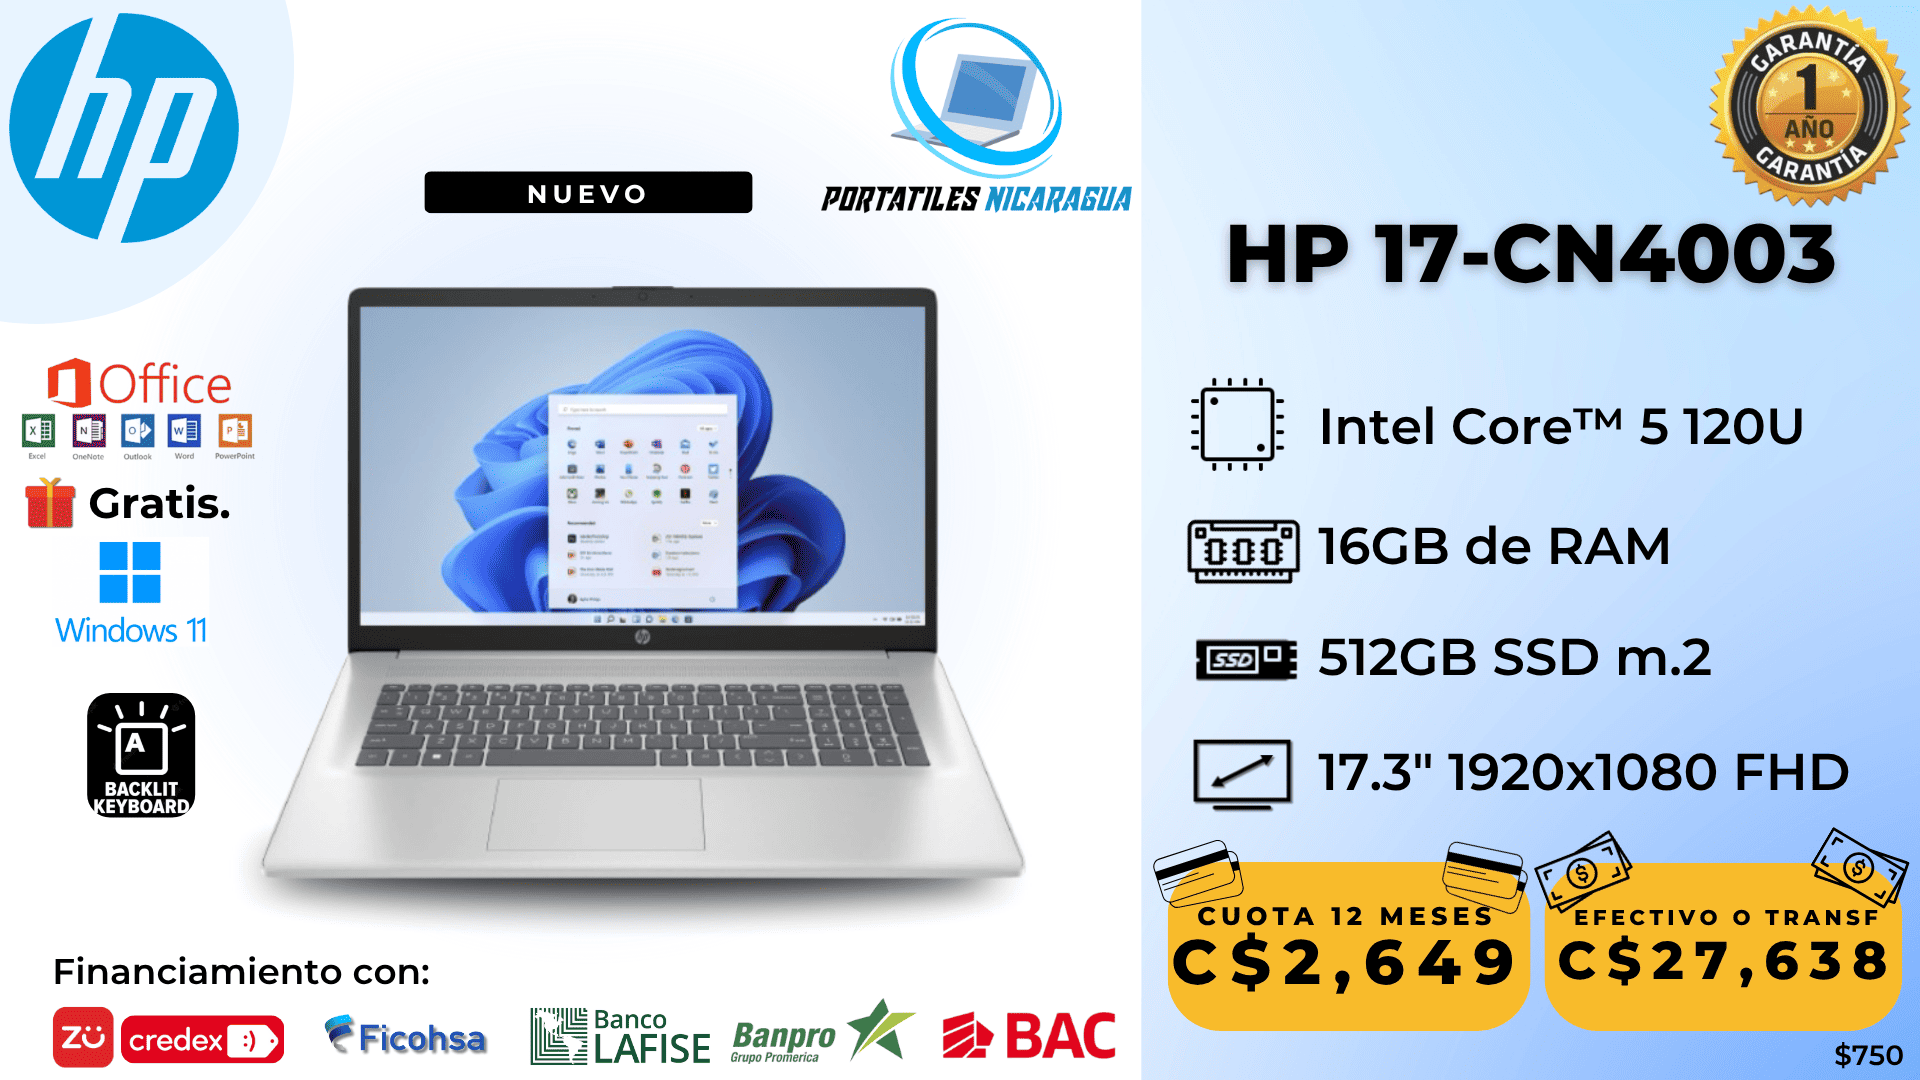 hp
NUEVO
PORTATILES NICARAGUA
GARANTÍA
1
AÑO
GARANTÍA
HP 17-CN4003
Office
Excel
OneNote
Outlook
Word
PowerPoint
Gratis.
Windows 11
A
BACKLIT
KEYBOARD
Intel Core™ 5 120U
16GB de RAM
SSD
512GB SSD m.2
17.3" 1920x1080 FHD
CUOTA 12 MESES
C$2,649
EFECTIVO O TRANSF
C$27,638
$750
Financiamiento con:
ZU
credex :)
Ficohsa
Banco
LAFISE
Banpro
Grupo Promerica
BAC